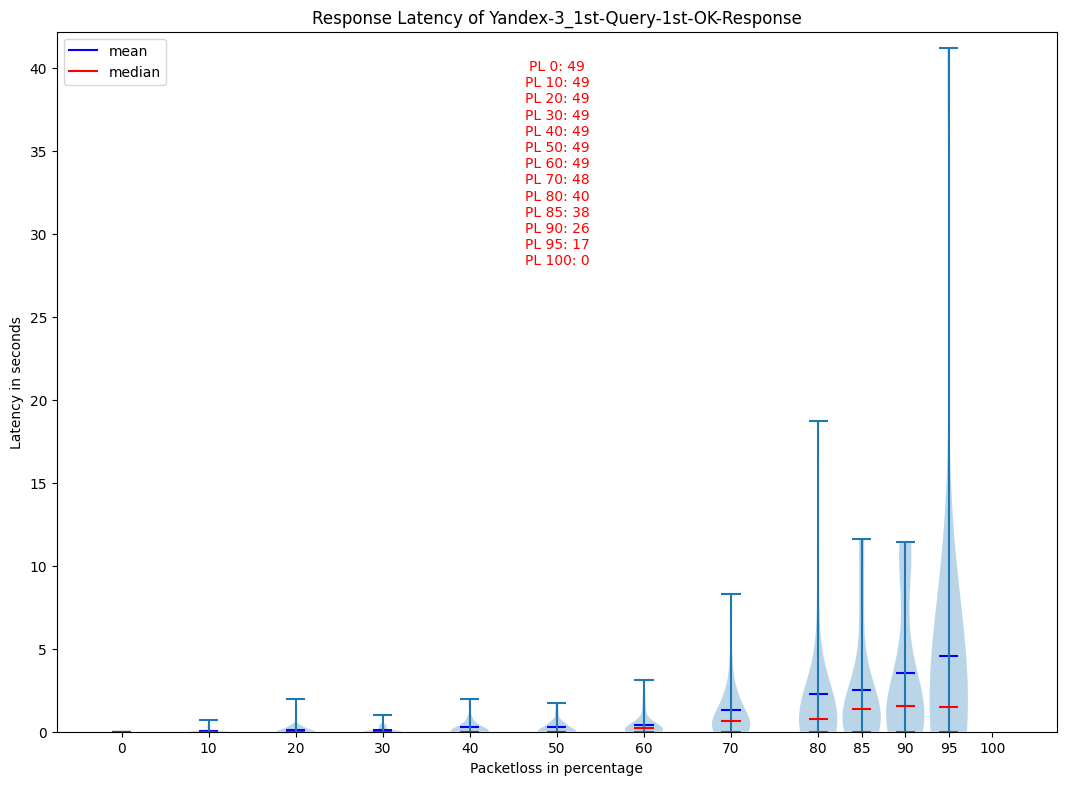 Response Latency of Yandex-3_1st-Query-1st-OK-Response
mean
median
PL 0: 49
PL 10: 49
PL 20: 49
PL 30: 49
PL 40: 49
PL 50: 49
PL 60: 49
PL 70: 48
PL 80: 40
PL 85: 38
PL 90: 26
PL 95: 17
PL 100: 0
Latency in seconds
40
35
30
25
20
15
10
5
0
0 10 20 30 40 50 60 70 80 85 90 95 100
Packetloss in percentage